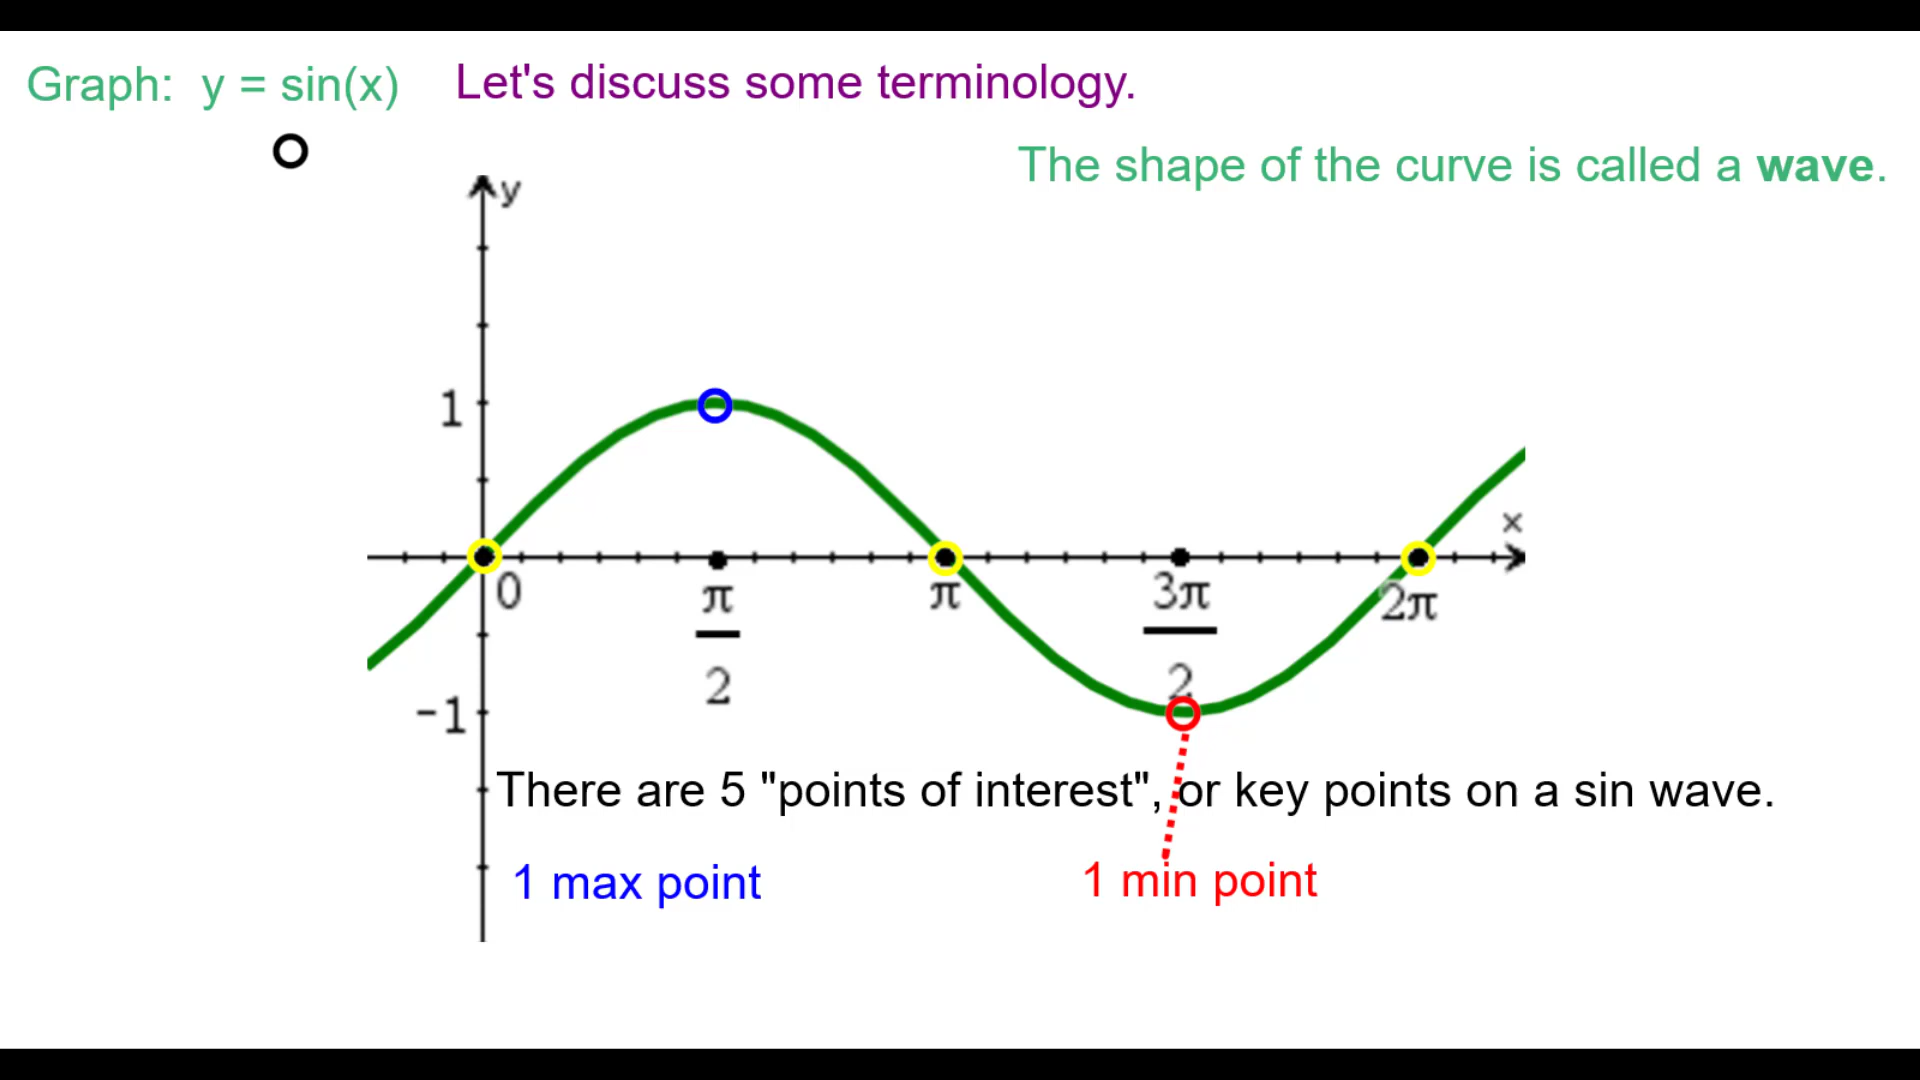 Graph: y = sin(x) Let's discuss some terminology.
The shape of the curve is called a wave.
y
1
x
0
π
2
π
3π
2
2π
-1
There are 5 "points of interest", or key points on a sin wave.
1 max point
1 min point